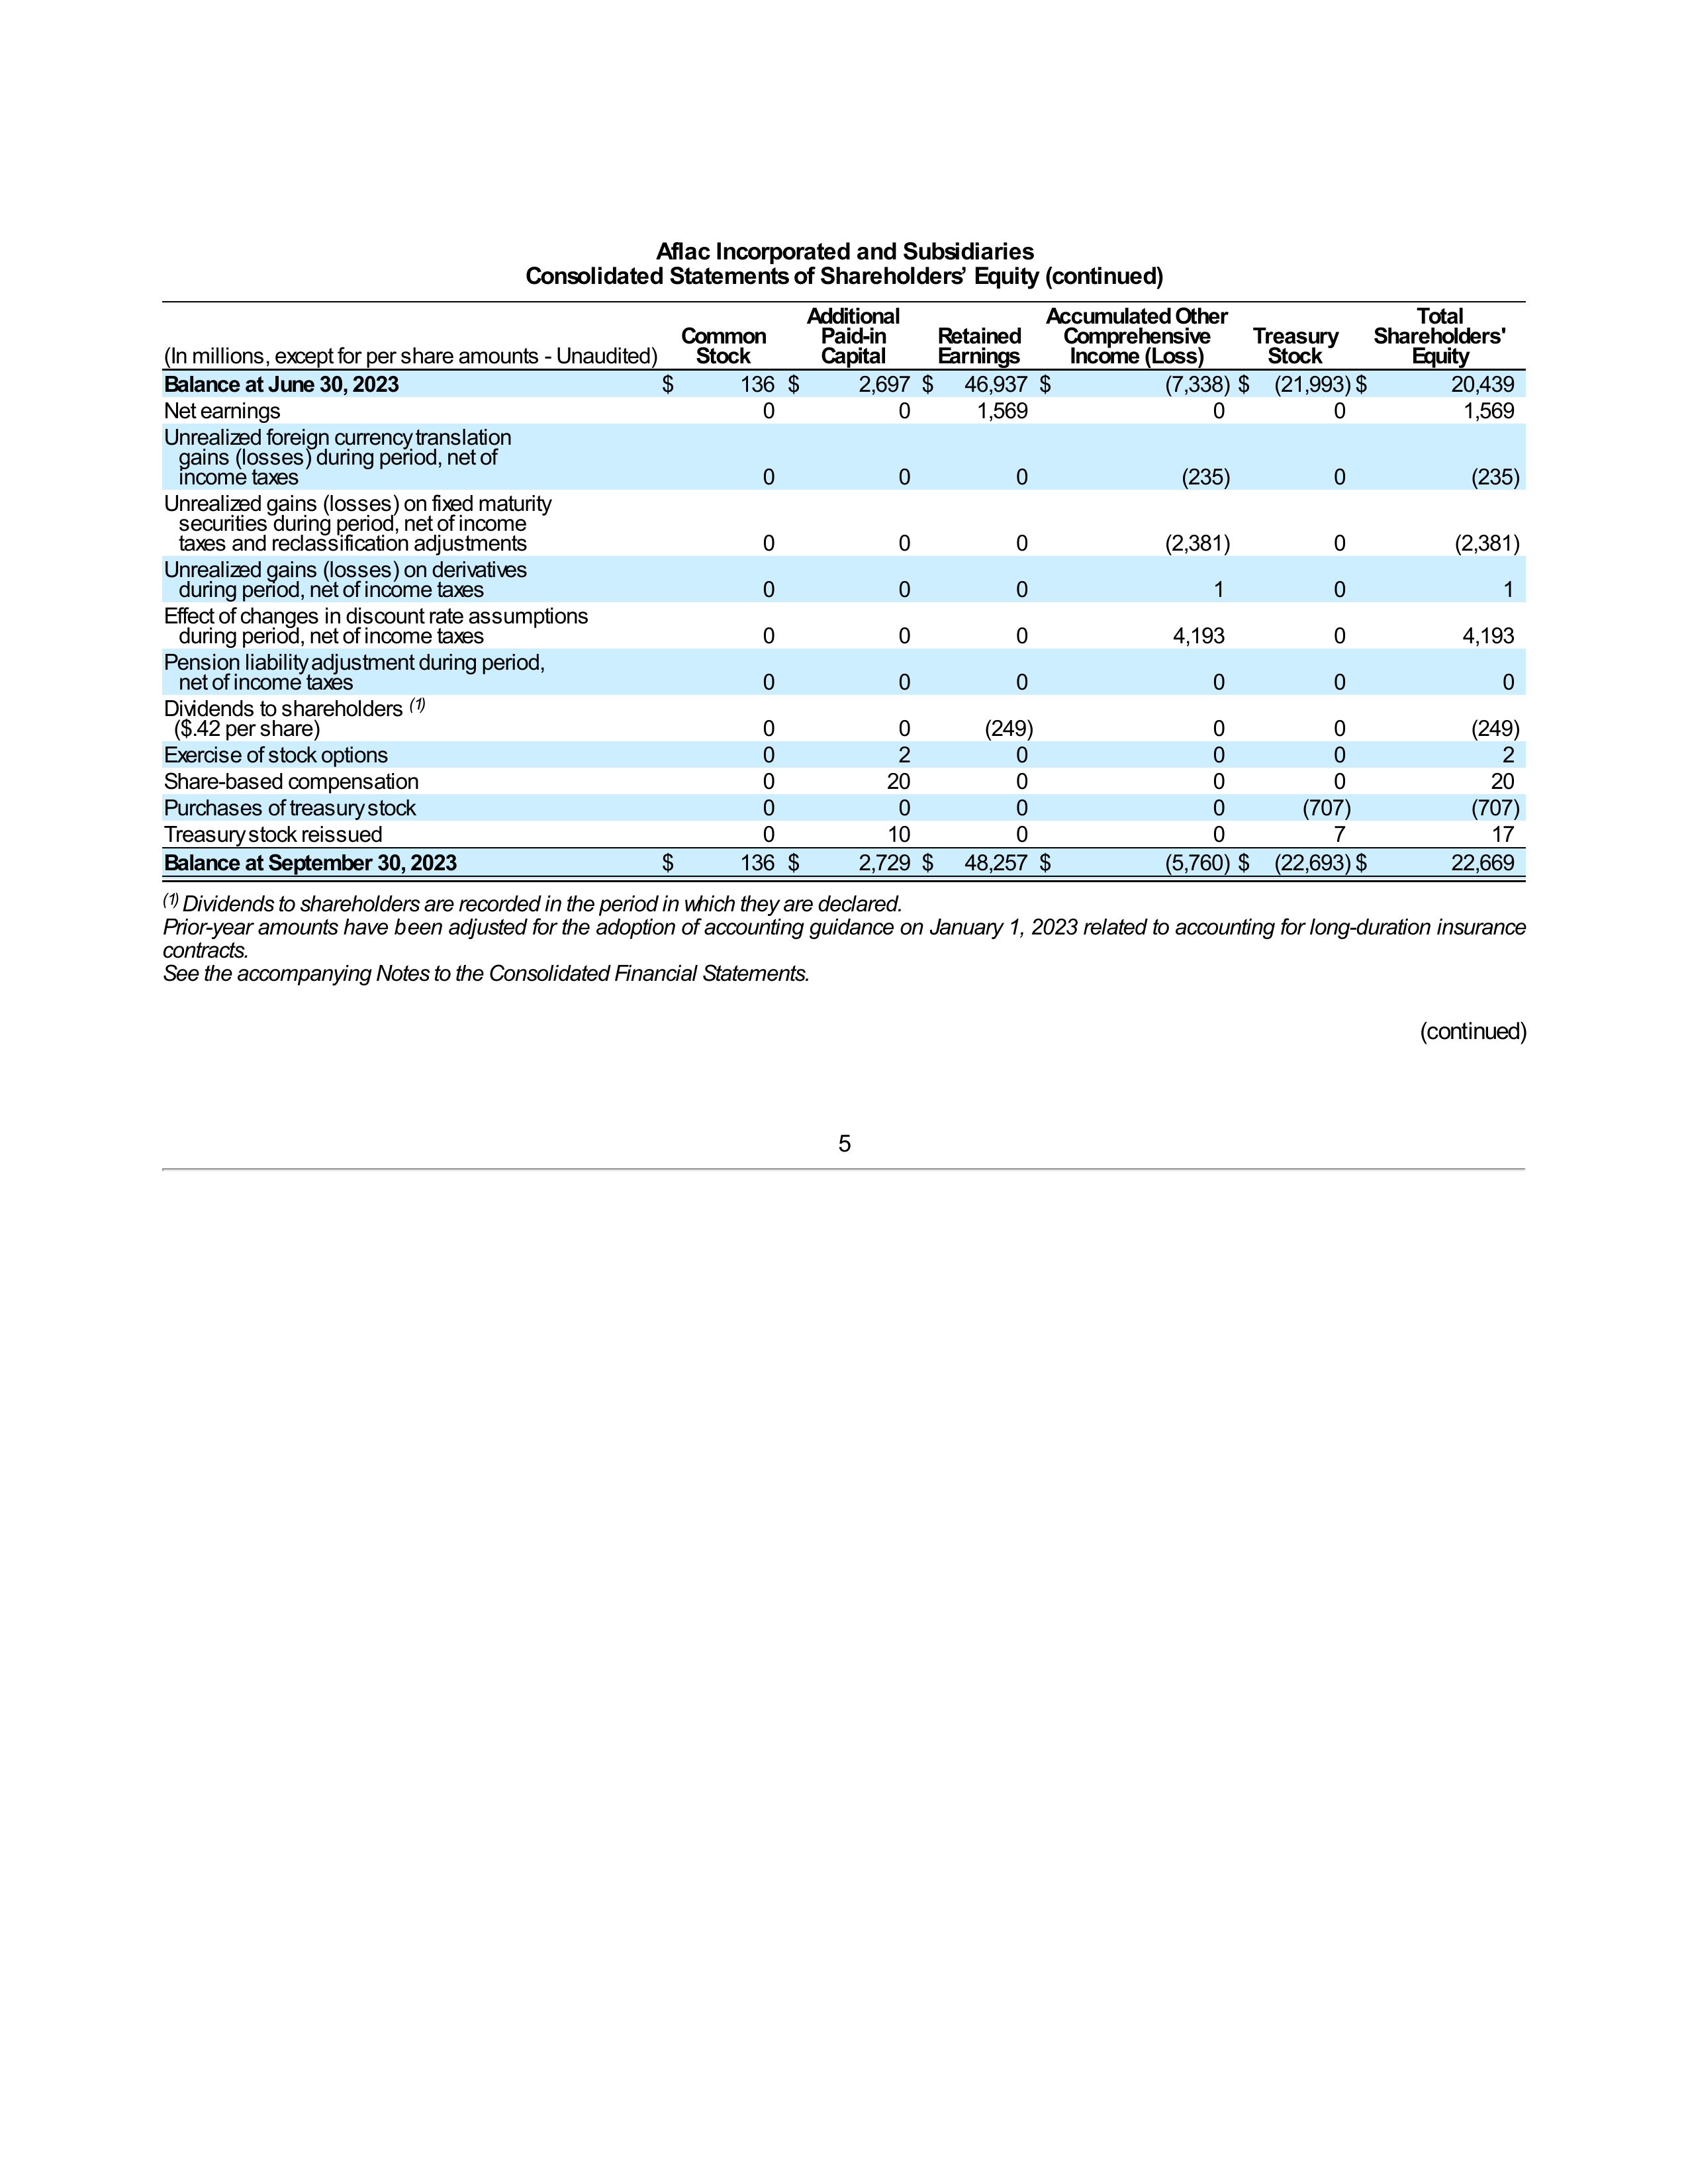 Aflac Incorporated and Subsidiaries
Consolidated Statements of Shareholders’ Equity (continued)
(In millions, except for per share amounts - Unaudited) Common Stock Additional Paid-in Capital Retained Earnings Accumulated Other Comprehensive Income (Loss) Treasury Stock Total Shareholders' Equity
Balance at June 30, 2023 $ 136 $ 2,697 $ 46,937 $ (7,338) $ (21,993) $ 20,439
Net earnings 0 0 1,569 0 0 1,569
Unrealized foreign currency translation
gains (losses) during period, net of
income taxes 0 0 0 (235) 0 (235)
Unrealized gains (losses) on fixed maturity
securities during period, net of income
taxes and reclassification adjustments 0 0 0 (2,381) 0 (2,381)
Unrealized gains (losses) on derivatives
during period, net of income taxes 0 0 0 1 0 1
Effect of changes in discount rate assumptions
during period, net of income taxes 0 0 0 4,193 0 4,193
Pension liability adjustment during period,
net of income taxes 0 0 0 0 0 0
Dividends to shareholders (1)
($.42 per share) 0 0 (249) 0 0 (249)
Exercise of stock options 0 2 0 0 0 2
Share-based compensation 0 20 0 0 0 20
Purchases of treasury stock 0 0 0 0 (707) (707)
Treasury stock reissued 0 10 0 0 7 17
Balance at September 30, 2023 $ 136 $ 2,729 $ 48,257 $ (5,760) $ (22,693) $ 22,669
(1) Dividends to shareholders are recorded in the period in which they are declared.
Prior-year amounts have been adjusted for the adoption of accounting guidance on January 1, 2023 related to accounting for long-duration insurance
contracts.
See the accompanying Notes to the Consolidated Financial Statements.
(continued)
5